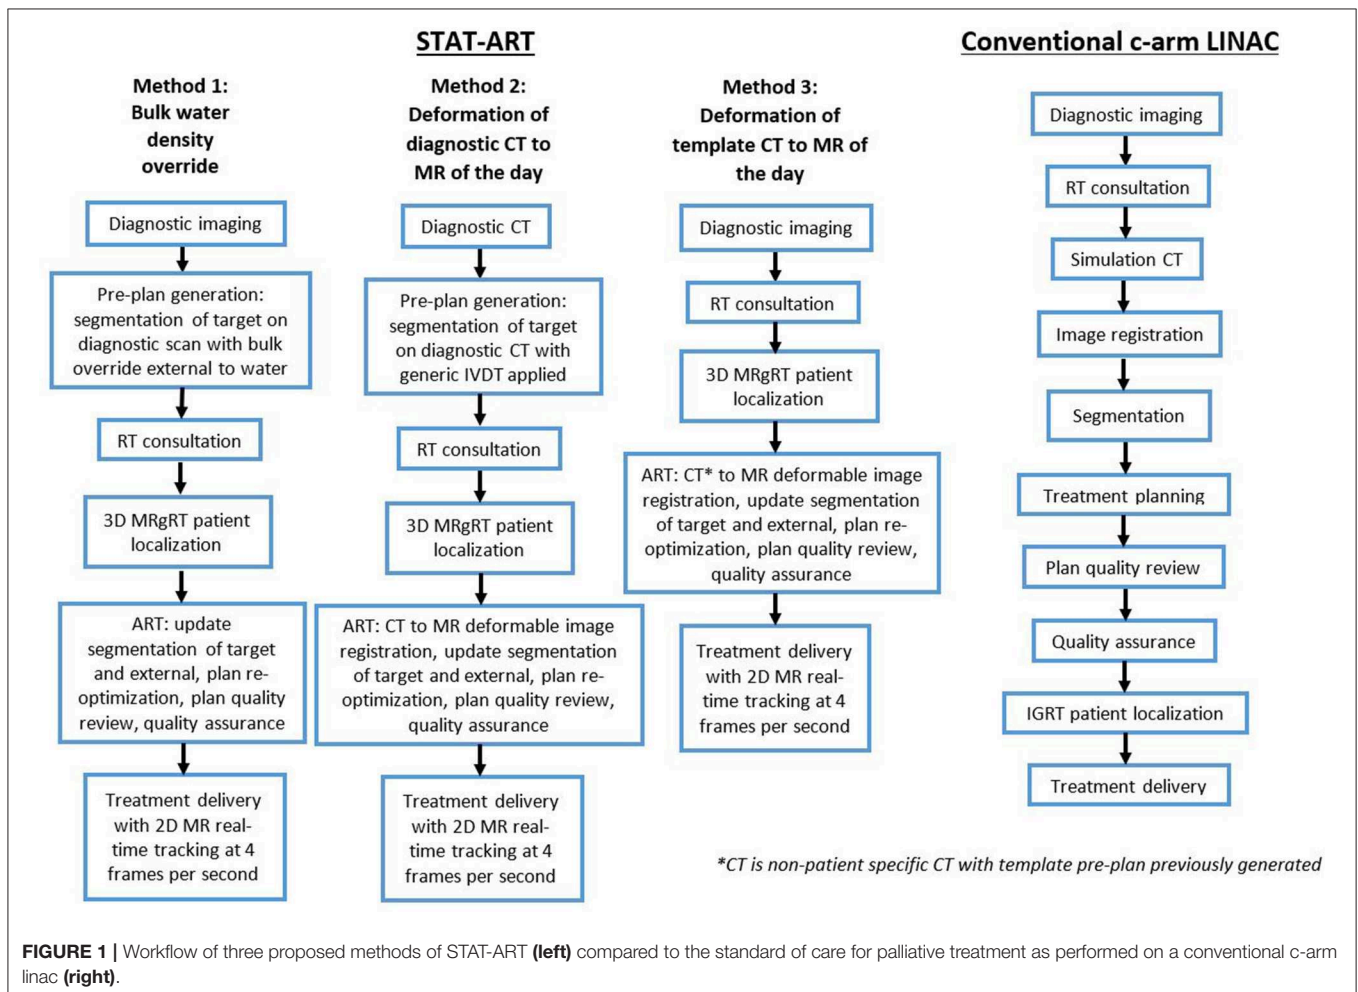 STAT-ART
Conventional c-arm LINAC
Method 1:
Bulk water
density
override
Diagnostic imaging
Pre-plan generation:
segmentation of target on
diagnostic scan with bulk
override external to water
RT consultation
3D MRgRT patient
localization
ART: update
segmentation of target
and external, plan re-
optimization, plan quality
review, quality assurance
Treatment delivery
with 2D MR real-
time tracking at 4
frames per second
Method 2:
Deformation of
diagnostic CT to
MR of the day
Diagnostic CT
Pre-plan generation:
segmentation of target
on diagnostic CT with
generic IVDT applied
RT consultation
3D MRgRT patient
localization
ART: CT to MR deformable image
registration, update segmentation
of target and external, plan re-
optimization, plan quality review,
quality assurance
Treatment delivery
with 2D MR real-
time tracking at 4
frames per second
Method 3:
Deformation of
template CT to MR of
the day
Diagnostic imaging
RT consultation
3D MRgRT patient
localization
ART: CT* to MR deformable image
registration, update segmentation
of target and external, plan re-
optimization, plan quality review,
quality assurance
Treatment delivery
with 2D MR real-
time tracking at 4
frames per second
Diagnostic imaging
RT consultation
Simulation CT
Image registration
Segmentation
Treatment planning
Plan quality review
Quality assurance
IGRT patient localization
Treatment delivery
*CT is non-patient specific CT with template pre-plan previously generated
FIGURE 1 | Workflow of three proposed methods of STAT-ART (left) compared to the standard of care for palliative treatment as performed on a conventional c-arm
linac (right).